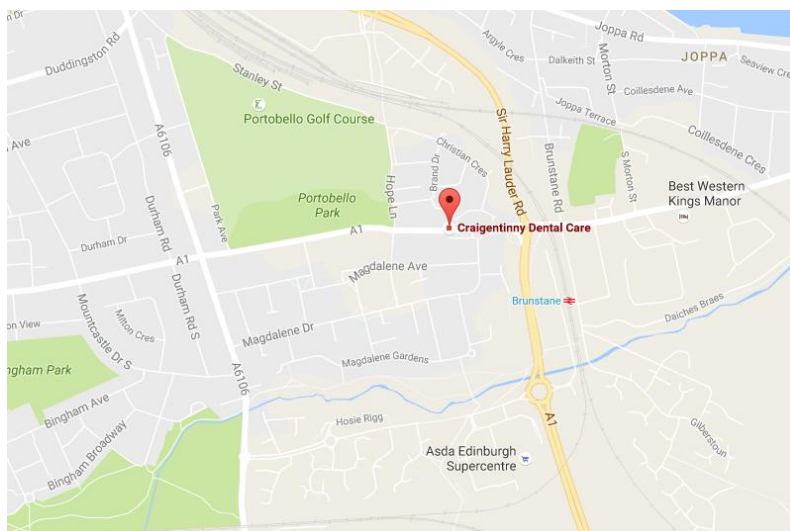 Duddingston Rd
Stanley St
Portobello Golf Course
Argyle Cres
Joppa Rd
Dalkeith St
Morton St
JOPPA
Seaview Cres
Coillesdene Ave
Joppa Terrace
Coillesdene Cres
Ave
A6106
Sir Harry Lauder Rd
Christian Cres
Brand Dr
Hope Ln
Brunstane Rd
S Morton St
Best Western
Kings Manor
Portobello
Park
Park Ave
Durham Rd
Durham Dr
A1
A1
Craigentinny Dental Care
Magdalene Ave
Durham Rd S
Brunstane
Daiches Braes
Mountcastle Dr S
Milton Cres
on View
Magdalene Dr
Magdalene Gardens
ngham Park
A6106
Bingham Ave
Bingham Broadway
Hosie Rigg
A1
Gilberstoun
Asda Edinburgh
Supercentre